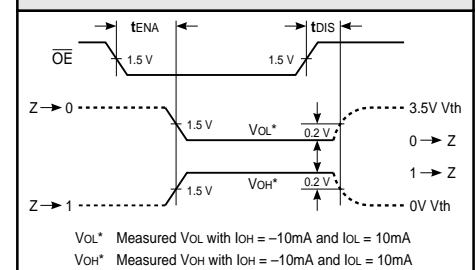 tENA tDIS
OE 1.5 V 1.5 V
Z → 0 1.5 V VOL* 0.2 V 3.5V Vth
0 → Z
1 → Z
Z → 1 1.5 V VOH* 0.2 V 0V Vth
VOL* Measured VOL with IOH = –10mA and IOL = 10mA
VOH* Measured VOH with IOH = –10mA and IOL = 10mA